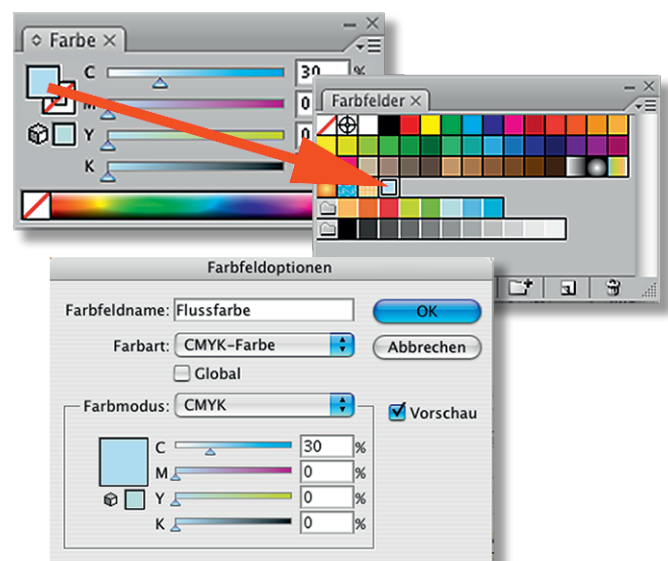 Farbe
C 30 %
M 0
Y 0
K
Farbfelder
Farbfeldoptionen
Farbfeldname: Flussfarbe
OK
Farbart: CMYK-Farbe
Abbrechen
Global
Farbmodus: CMYK
Vorschau
C 30 %
M 0 %
Y 0 %
K 0 %